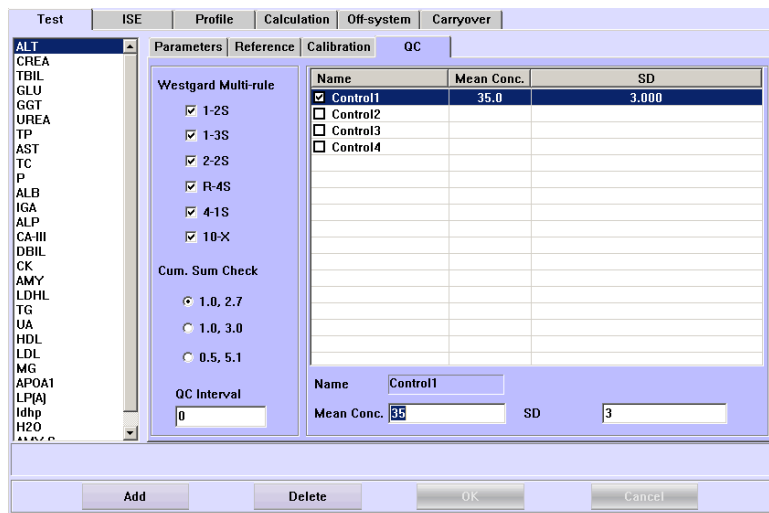 Test ISE Profile Calculation Off-system Carryover
Parameters Reference Calibration QC
ALT
CREA
TBIL
GLU
GGT
UREA
TP
AST
TC
P
ALB
IGA
ALP
CA-III
DBIL
CK
AMY
LDHL
TG
UA
HDL
LDL
MG
APOA1
LP(A)
ldhp
H2O
Westgard Multi-rule
1-2S
1-3S
2-2S
R-4S
4-1S
10-X
Cum. Sum Check
1.0, 2.7
1.0, 3.0
0.5, 5.1
QC Interval
0
Name Mean Conc. SD
Control1 35.0 3.000
Control2
Control3
Control4
Name Control1
Mean Conc. 35 SD 3
Add Delete OK Cancel